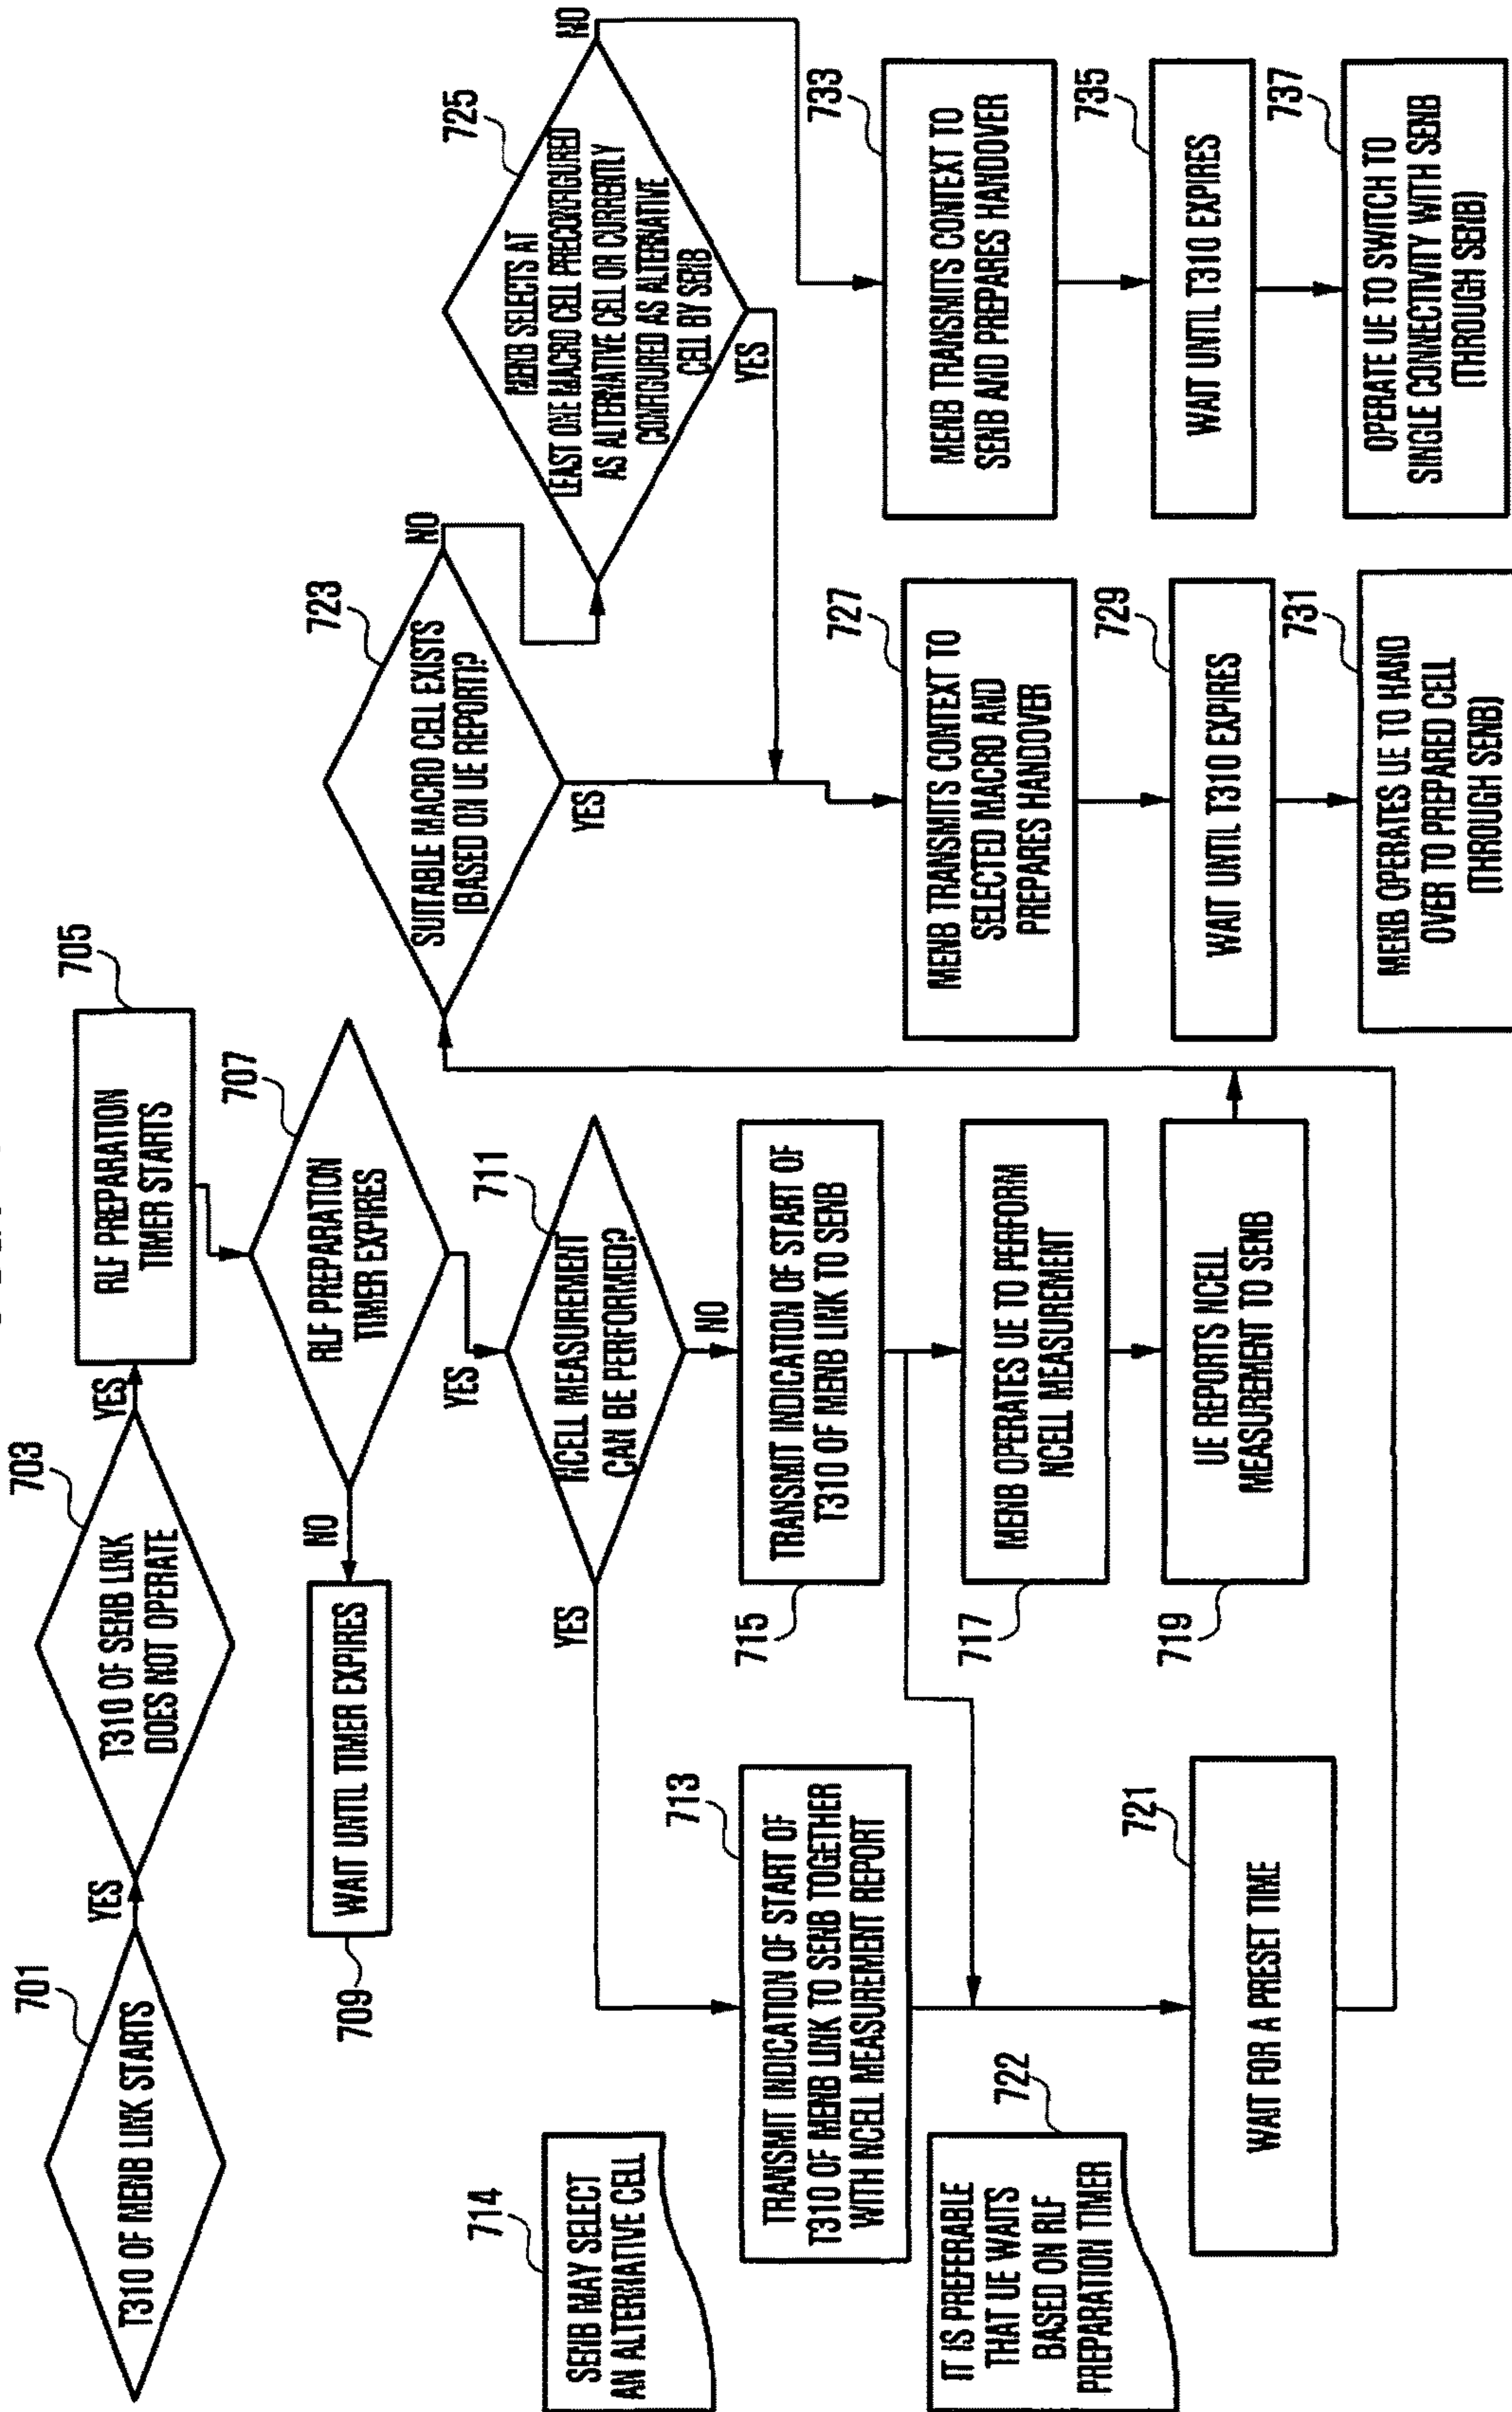 701
T310 OF MENB LINK STARTS
YES
703
T310 OF SENB LINK
DOES NOT OPERATE
YES
705
RLF PREPARATION
TIMER STARTS
707
RLF PREPARATION
TIMER EXPIRES
NO
WAIT UNTIL TIMER EXPIRES
709
YES
711
NCELL MEASUREMENT
CAN BE PERFORMED?
YES
NO
714
SENB MAY SELECT
AN ALTERNATIVE CELL
713
TRANSMIT INDICATION OF START OF
T310 OF MENB LINK TO SENB TOGETHER
WITH NCELL MEASUREMENT REPORT
715
TRANSMIT INDICATION OF START OF
T310 OF MENB LINK TO SENB
717
MENB OPERATES UE TO PERFORM
NCELL MEASUREMENT
719
UE REPORTS NCELL
MEASUREMENT TO SENB
722
IT IS PREFERABLE
THAT UE WAITS
BASED ON RLF
PREPARATION TIMER
721
WAIT FOR A PRESET TIME
723
SUITABLE MACRO CELL EXISTS
(BASED ON UE REPORT)?
NO
YES
725
MENB SELECTS AT
LEAST ONE MACRO CELL PRECONFIGURED
AS ALTERNATIVE CELL OR CURRENTLY
CONFIGURED AS ALTERNATIVE
CELL BY SENB
NO
YES
727
MENB TRANSMITS CONTEXT TO
SELECTED MACRO AND
PREPARES HANDOVER
729
WAIT UNTIL T310 EXPIRES
731
MENB OPERATES UE TO HAND
OVER TO PREPARED CELL
(THROUGH SENB)
733
MENB TRANSMITS CONTEXT TO
SENB AND PREPARES HANDOVER
735
WAIT UNTIL T310 EXPIRES
737
OPERATE UE TO SWITCH TO
SINGLE CONNECTIVITY WITH SENB
(THROUGH SENB)